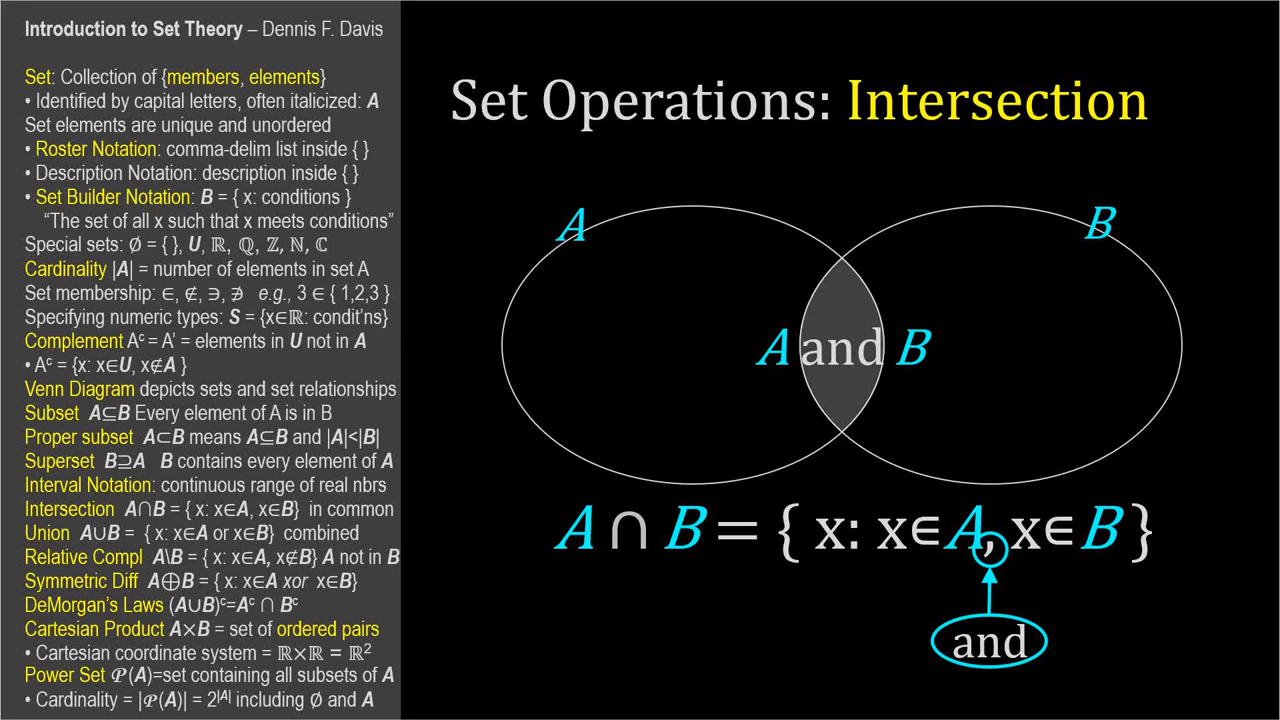 Introduction to Set Theory – Dennis F. Davis
Set: Collection of {members, elements}
• Identified by capital letters, often italicized: A
Set elements are unique and unordered
• Roster Notation: comma-delim list inside { }
• Description Notation: description inside { }
• Set Builder Notation: B = { x: conditions }
“The set of all x such that x meets conditions”
Special sets: ∅ = { }, U, ℝ, ℚ, ℤ, ℕ, ℂ
Cardinality |A| = number of elements in set A
Set membership: ∈, ∉, ∋, ∌ e.g., 3 ∈ { 1,2,3 }
Specifying numeric types: S = {x∈ℝ: condit’ns}
Complement Aᶜ = A’ = elements in U not in A
• Aᶜ = {x: x∈U, x∉A }
Venn Diagram depicts sets and set relationships
Subset A⊆B Every element of A is in B
Proper subset A⊂B means A⊆B and |A|<|B|
Superset B⊇A B contains every element of A
Interval Notation: continuous range of real nbrs
Intersection A∩B = { x: x∈A, x∈B} in common
Union A∪B = { x: x∈A or x∈B} combined
Relative Compl A\B = { x: x∈A, x∉B} A not in B
Symmetric Diff A⊕B = { x: x∈A xor x∈B}
DeMorgan’s Laws (A∪B)ᶜ=Aᶜ ∩ Bᶜ
Cartesian Product A×B = set of ordered pairs
• Cartesian coordinate system = ℝ×ℝ = ℝ²
Power Set 𝒫(A)=set containing all subsets of A
• Cardinality = |𝒫(A)| = 2^|A| including ∅ and A
Set Operations: Intersection
A
B
A and B
A ∩ B = { x: x∈A, x∈B }
and